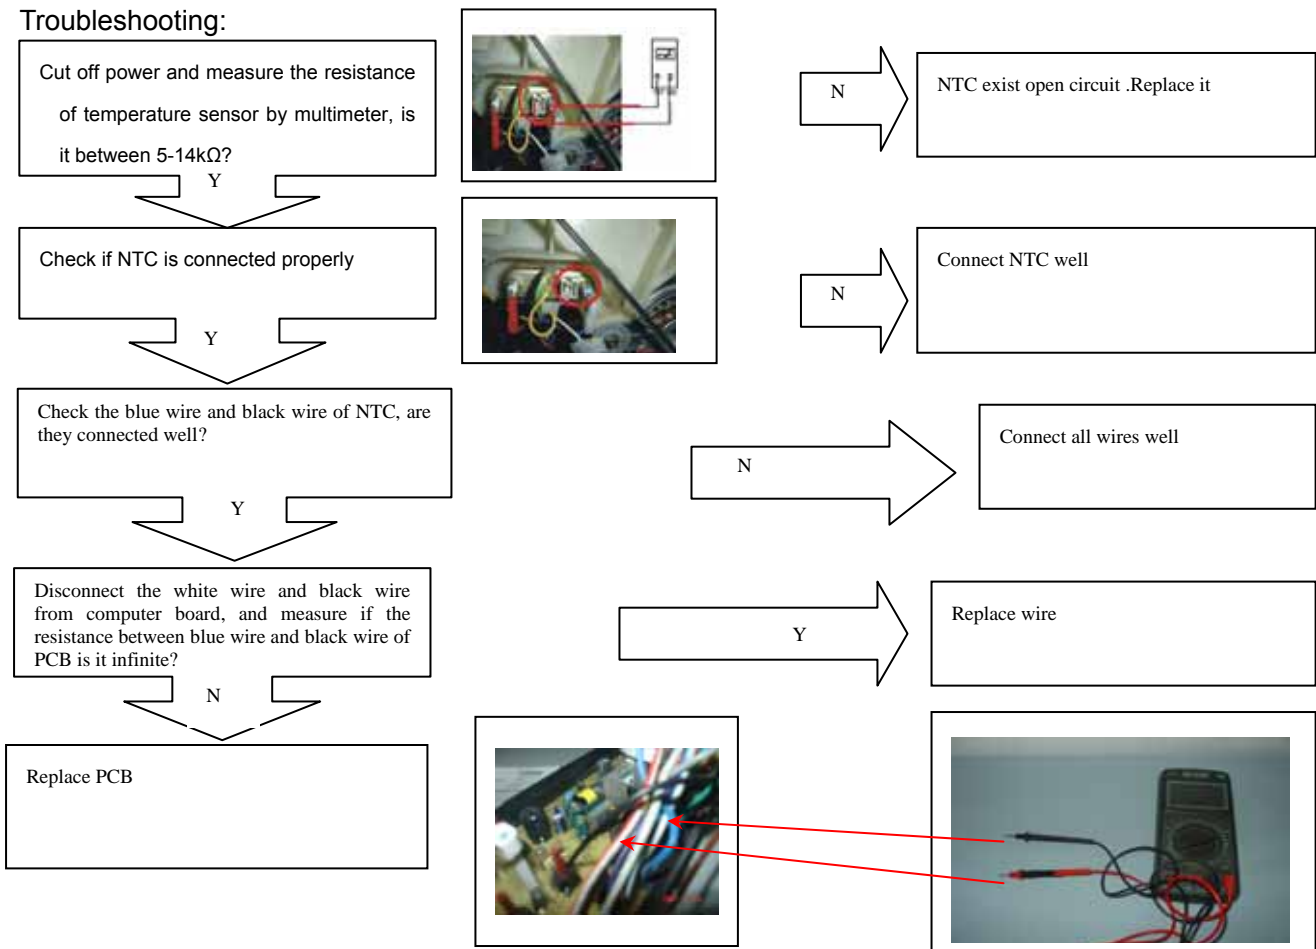 Troubleshooting:
Cut off power and measure the resistance
of temperature sensor by multimeter, is
it between 5-14kΩ?
N
NTC exist open circuit .Replace it
Y
Check if NTC is connected properly
N
Connect NTC well
Y
Check the blue wire and black wire of NTC, are
they connected well?
N
Connect all wires well
Y
Disconnect the white wire and black wire
from computer board, and measure if the
resistance between blue wire and black wire of
PCB is it infinite?
Y
Replace wire
N
Replace PCB